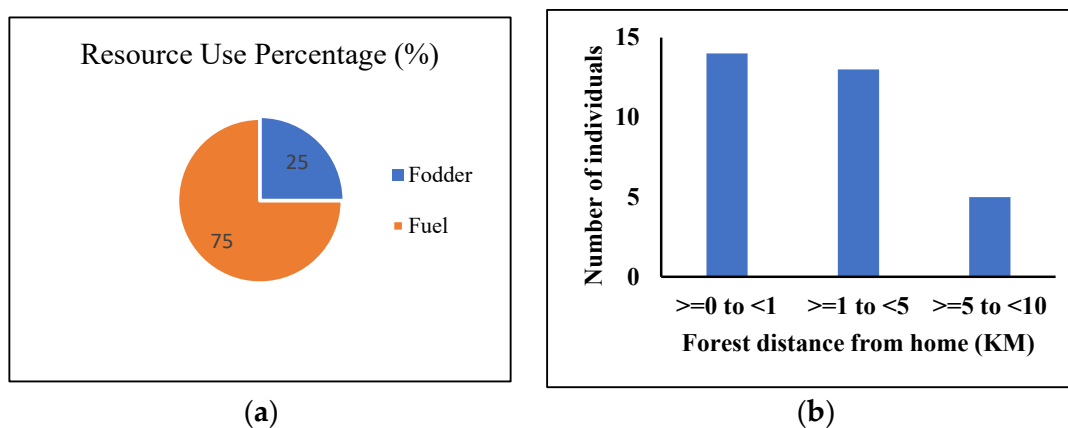 Resource Use Percentage (%)
25
75
Fodder
Fuel
(a)
Number of individuals
15
10
5
0
>=0 to <1 >=1 to <5 >=5 to <10
Forest distance from home (KM)
(b)